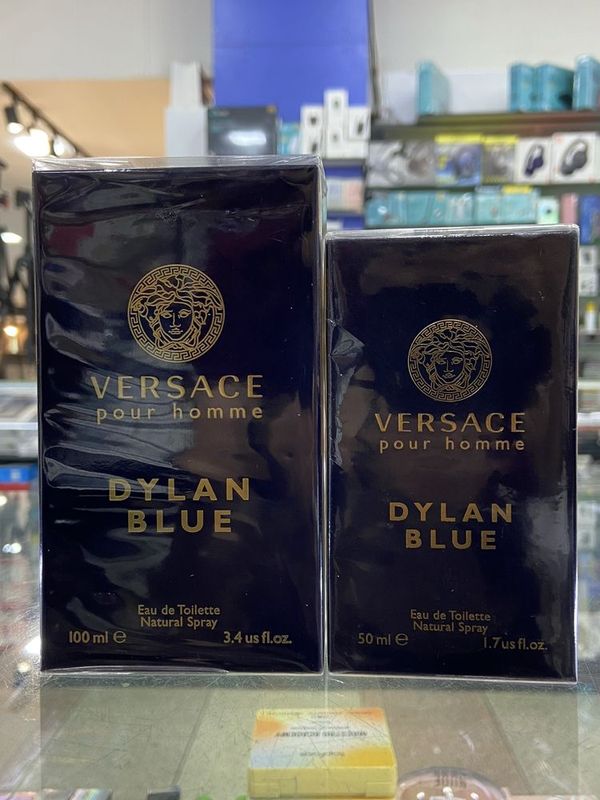 VERSACE
pour homme
DYLAN
BLUE
Eau de Toilette
Natural Spray
100 ml ℮
3.4 us fl.oz.
VERSACE
pour homme
DYLAN
BLUE
Eau de Toilette
Natural Spray
50 ml ℮
1.7 us fl.oz.